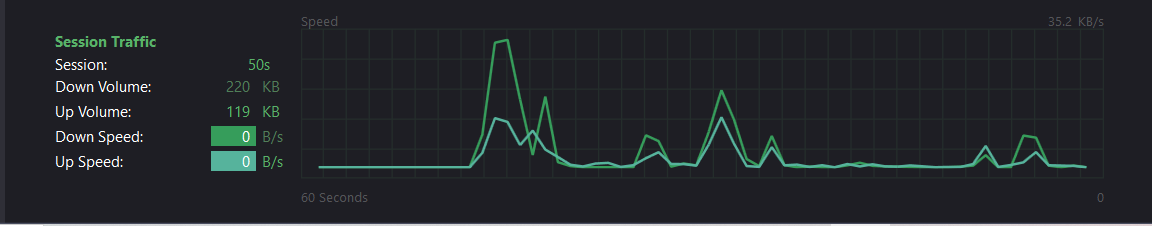 Session Traffic
Session: 50s
Down Volume: 220 KB
Up Volume: 119 KB
Down Speed: 0 B/s
Up Speed: 0 B/s
Speed 35.2 KB/s
60 Seconds 0